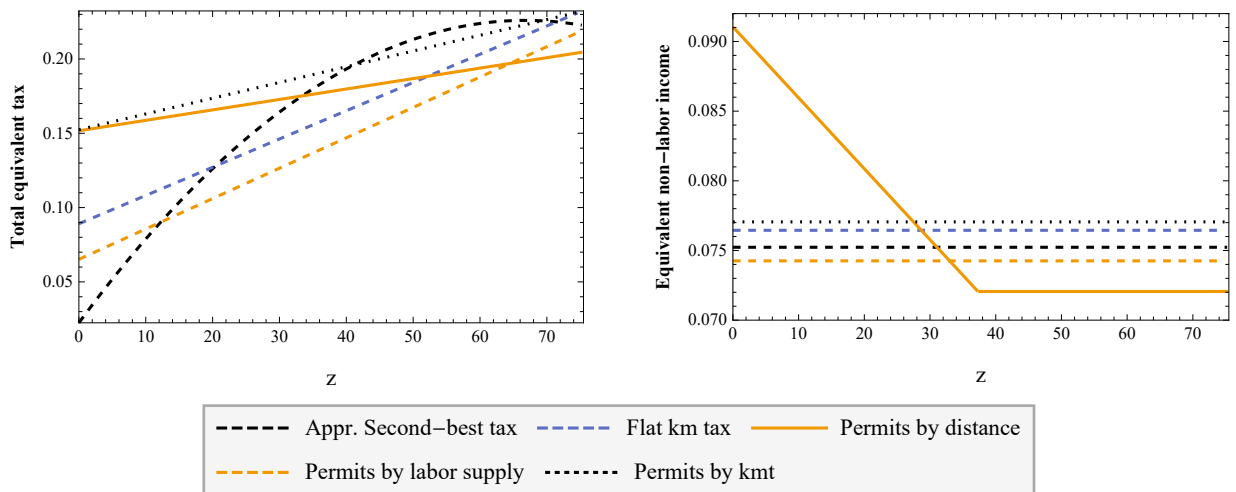 Total equivalent tax
0.20
0.15
0.10
0.05
0 10 20 30 40 50 60 70
z
Equivalent non−labor income
0.090
0.085
0.080
0.075
0.070
0 10 20 30 40 50 60 70
z
Appr. Second−best tax Flat km tax Permits by distance
Permits by labor supply Permits by kmt